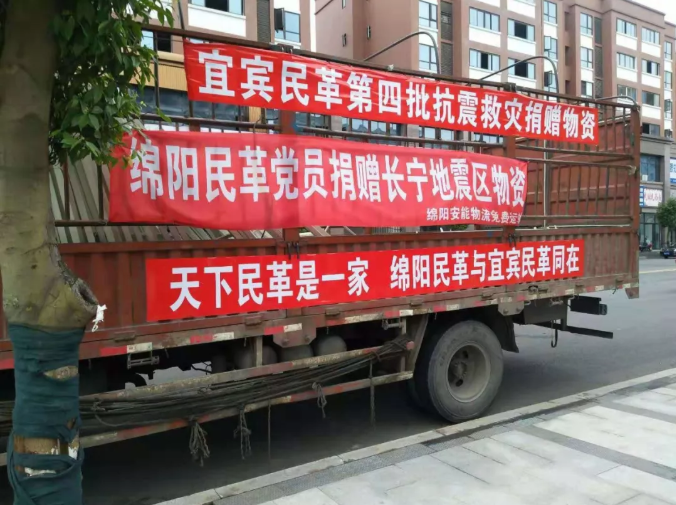 宜宾民革第四批抗震救灾捐赠物资
绵阳民革党员捐赠长宁地震区物资
绵阳安能物流免费运
天下民革是一家 绵阳民革与宜宾民革同在